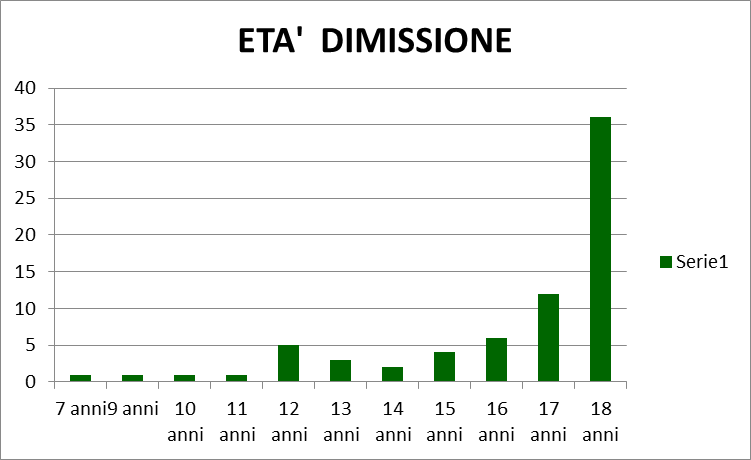 ETA' DIMISSIONE
40
35
30
25
20
15
10
5
0
7 anni 9 anni 10 11 12 13 14 15 16 17 18
anni anni anni anni anni anni anni anni anni
Serie1